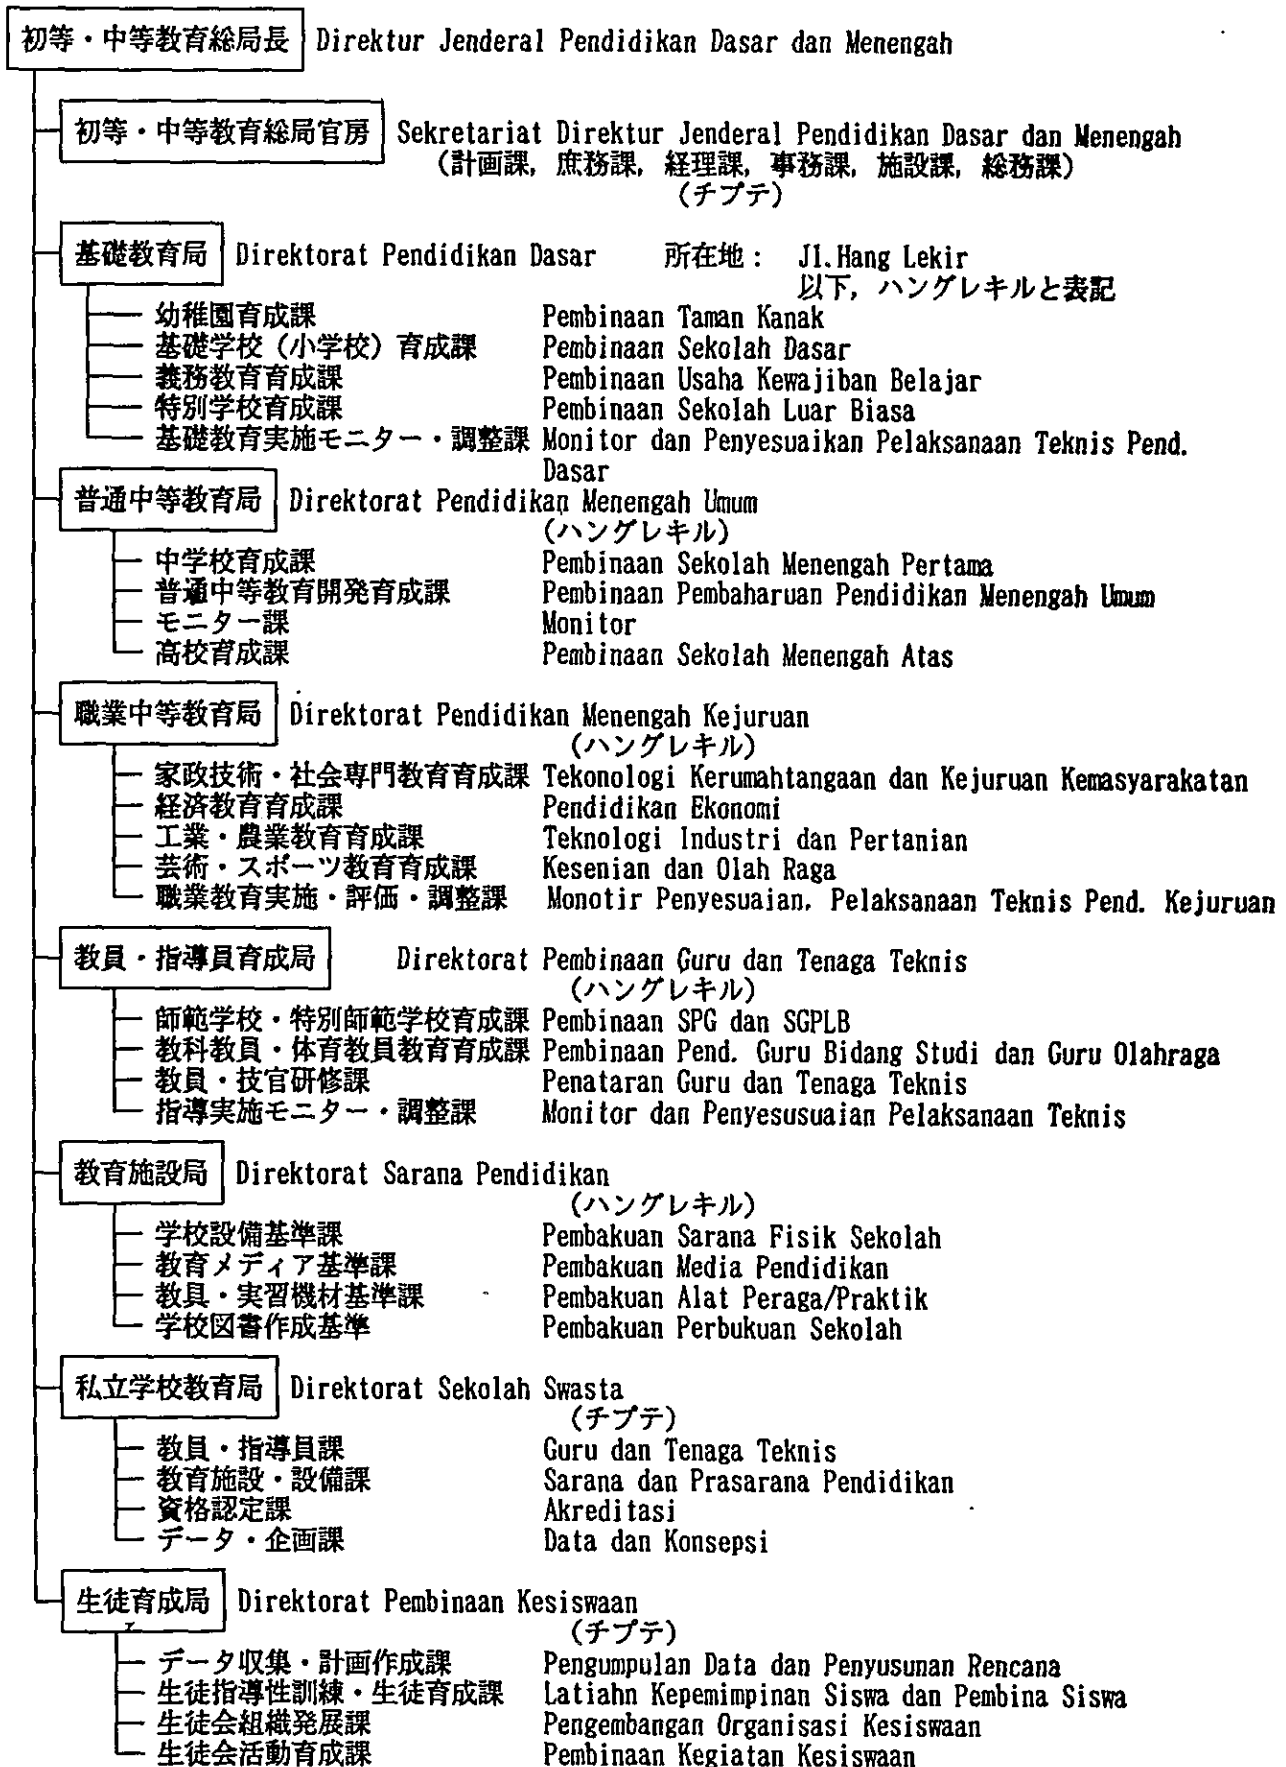 初等・中等教育総局長 Direktur Jenderal Pendidikan Dasar dan Menengah
初等・中等教育総局官房 Sekretariat Direktur Jenderal Pendidikan Dasar dan Menengah
(計画課, 庶務課, 経理課, 事務課, 施設課, 総務課)
(チプテ)
基礎教育局 Direktorat Pendidikan Dasar 所在地: Jl.Hang Lekir
以下, ハングレキルと表記
幼稚園育成課 Pembinaan Taman Kanak
基礎学校(小学校)育成課 Pembinaan Sekolah Dasar
義務教育育成課 Pembinaan Usaha Kewajiban Belajar
特別学校育成課 Pembinaan Sekolah Luar Biasa
基礎教育実施モニター・調整課 Monitor dan Penyesuaikan Pelaksanaan Teknis Pend.
Dasar
普通中等教育局 Direktorat Pendidikan Menengah Umum
(ハングレキル)
中学校育成課 Pembinaan Sekolah Menengah Pertama
普通中等教育開発育成課 Pembinaan Pembaharuan Pendidikan Menengah Umum
モニター課 Monitor
高校育成課 Pembinaan Sekolah Menengah Atas
職業中等教育局 Direktorat Pendidikan Menengah Kejuruan
(ハングレキル)
家政技術・社会専門教育育成課 Tekonologi Kerumahtangaan dan Kejuruan Kemasyarakatan
経済教育育成課 Pendidikan Ekonomi
工業・農業教育育成課 Teknologi Industri dan Pertanian
芸術・スポーツ教育育成課 Kesenian dan Olah Raga
職業教育実施・評価・調整課 Monotir Penyesuaian. Pelaksanaan Teknis Pend. Kejuruan
教員・指導員育成局 Direktorat Pembinaan Guru dan Tenaga Teknis
(ハングレキル)
師範学校・特別師範学校育成課 Pembinaan SPG dan SGPLB
教科教員・体育教員教育育成課 Pembinaan Pend. Guru Bidang Studi dan Guru Olahraga
教員・技官研修課 Penataran Guru dan Tenaga Teknis
指導実施モニター・調整課 Monitor dan Penyesusuaian Pelaksanaan Teknis
教育施設局 Direktorat Sarana Pendidikan
(ハングレキル)
学校設備基準課 Pembakuan Sarana Fisik Sekolah
教育メディア基準課 Pembakuan Media Pendidikan
教具・実習機材基準課 Pembakuan Alat Peraga/Praktik
学校図書作成基準 Pembakuan Perbukuan Sekolah
私立学校教育局 Direktorat Sekolah Swasta
(チプテ)
教員・指導員課 Guru dan Tenaga Teknis
教育施設・設備課 Sarana dan Prasarana Pendidikan
資格認定課 Akreditasi
データ・企画課 Data dan Konsepsi
生徒育成局 Direktorat Pembinaan Kesiswaan
(チプテ)
データ収集・計画作成課 Pengumpulan Data dan Penyusunan Rencana
生徒指導性訓練・生徒育成課 Latiahn Kepemimpinan Siswa dan Pembina Siswa
生徒会組織発展課 Pengembangan Organisasi Kesiswaan
生徒会活動育成課 Pembinaan Kegiatan Kesiswaan